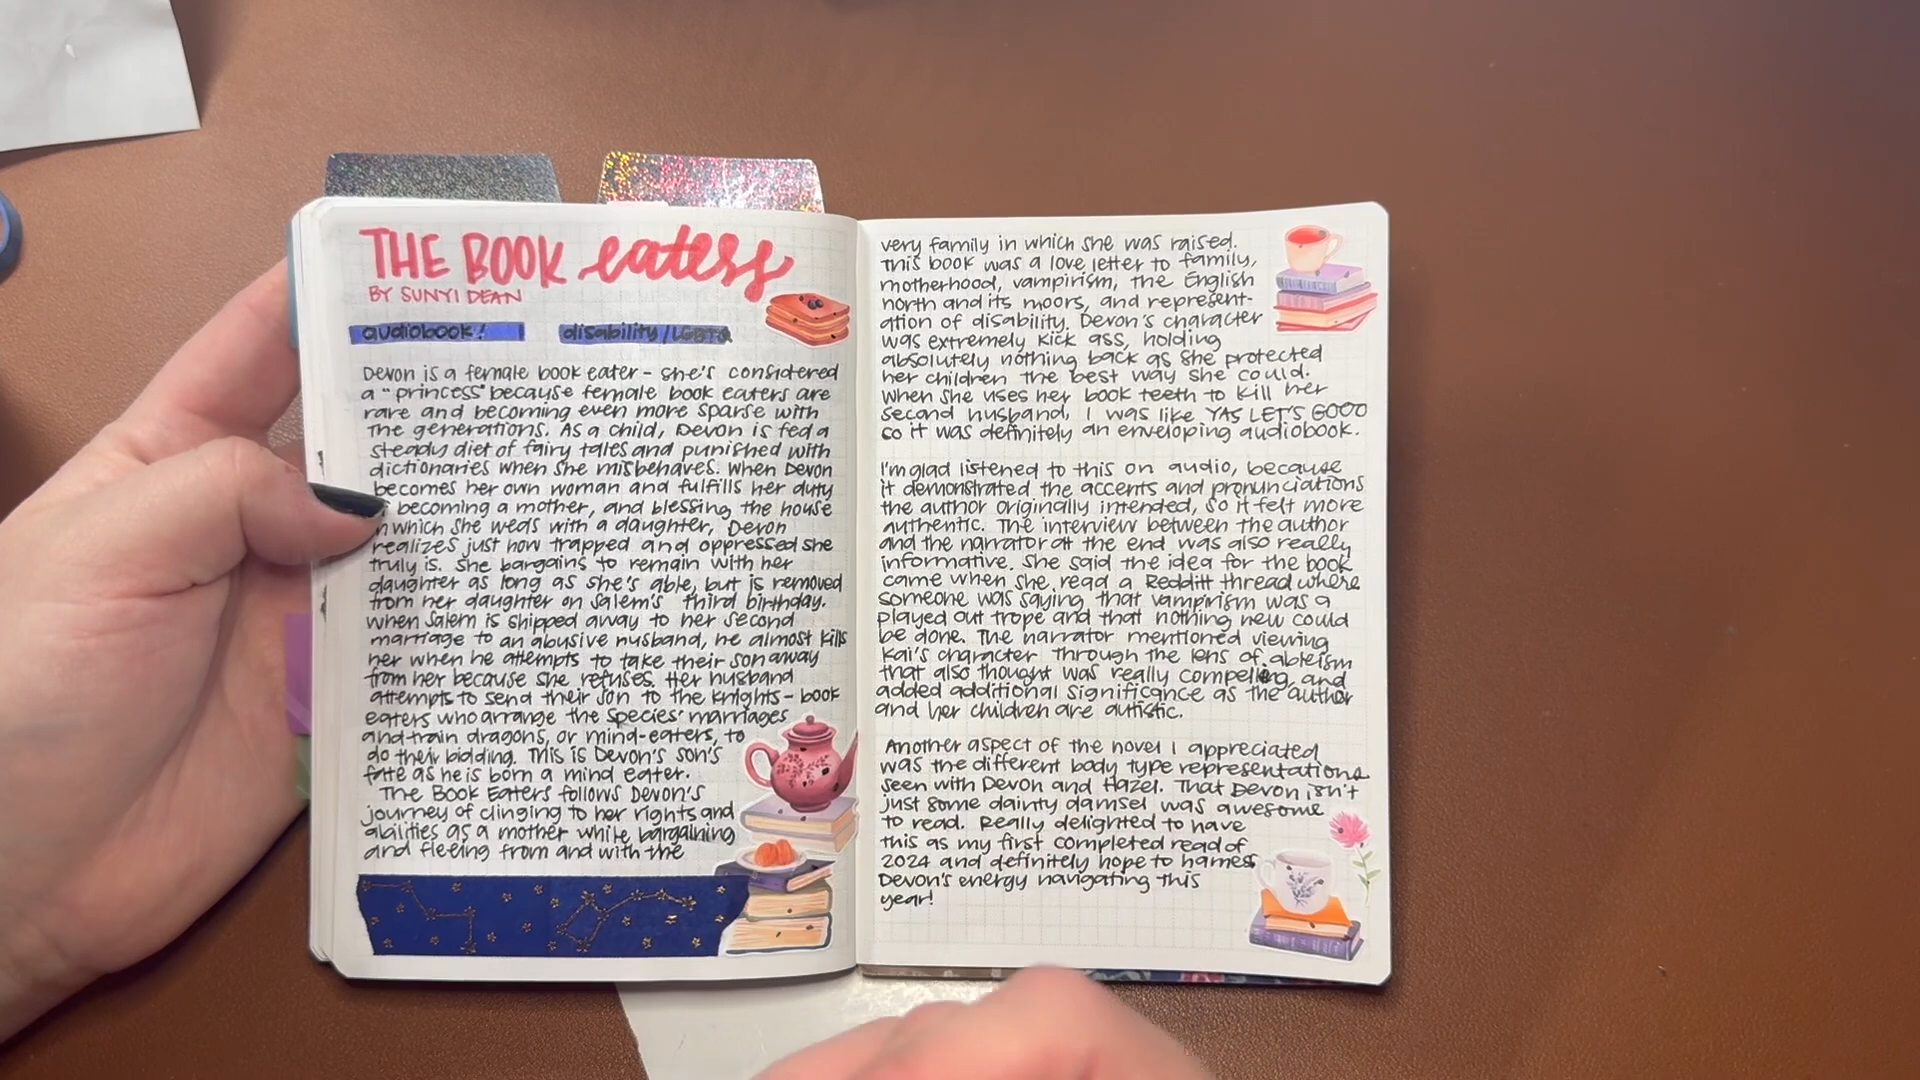 THE BOOK eaters
BY SUNYI DEAN
audiobook! disability/LGBTQ
Devon is a female book eater - she's considered
a "princess" because female book eaters are
rare and becoming even more sparse with
the generations. As a child, Devon is fed a
steady diet of fairy tales and punished with
dictionaries when she misbehaves. When Devon
becomes her own woman and fulfills her duty
becoming a mother, and blessing the house
in which she weds with a daughter, Devon
realizes just how trapped and oppressed she
truly is. She bargains to remain with her
daughter as long as she's able, but is removed
from her daughter on Salem's third birthday.
When Salem is shipped away to her second
marriage to an abusive husband, he almost kills
her when he attempts to take their son away
from her because she refuses. Her husband
attempts to send their son to the knights - book
eaters who arrange the species' marriages
and train dragons, or mind-eaters, to
do their bidding. This is Devon's son's
fate as he is born a mind eater.
The Book Eaters follows Devon's
journey of clinging to her rights and
abilities as a mother while bargaining
and fleeing from and with the
very family in which she was raised.
This book was a love letter to family,
motherhood, vampirism, the English
north and its moors, and represent-
ation of disability. Devon's character
was extremely kick ass, holding
absolutely nothing back as she protected
her children the best way she could.
When she uses her book teeth to kill her
second husband, I was like YAS LET'S GOOO
so it was definitely an enveloping audiobook.
I'm glad listened to this on audio, because
it demonstrated the accents and pronunciations
the author originally intended, so it felt more
authentic. The interview between the author
and the narrator at the end was also really
informative. She said the idea for the book
came when she read a Redditt thread where
someone was saying that vampirism was a
played out trope and that nothing new could
be done. The narrator mentioned viewing
Kai's character through the lens of ableism
that also thought was really compelling, and
added additional significance as the author
and her children are autistic.
Another aspect of the novel I appreciated
was the different body type representations
seen with Devon and Hazel. That Devon isn't
just some dainty damsel was awesome
to read. Really delighted to have
this as my first completed read of
2024 and definitely hope to harness
Devon's energy navigating this
year!